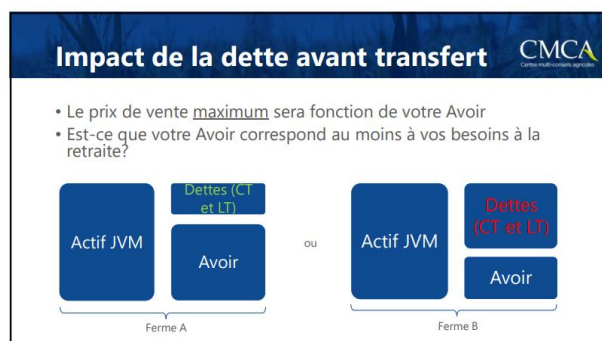 Impact de la dette avant transfert
CMCA
Centre multi-conseils agricoles
• Le prix de vente maximum sera fonction de votre Avoir
• Est-ce que votre Avoir correspond au moins à vos besoins à la
retraite?
Actif JVM
Dettes (CT
et LT)
Avoir
ou
Actif JVM
Dettes
(CT et LT)
Avoir
Ferme A
Ferme B